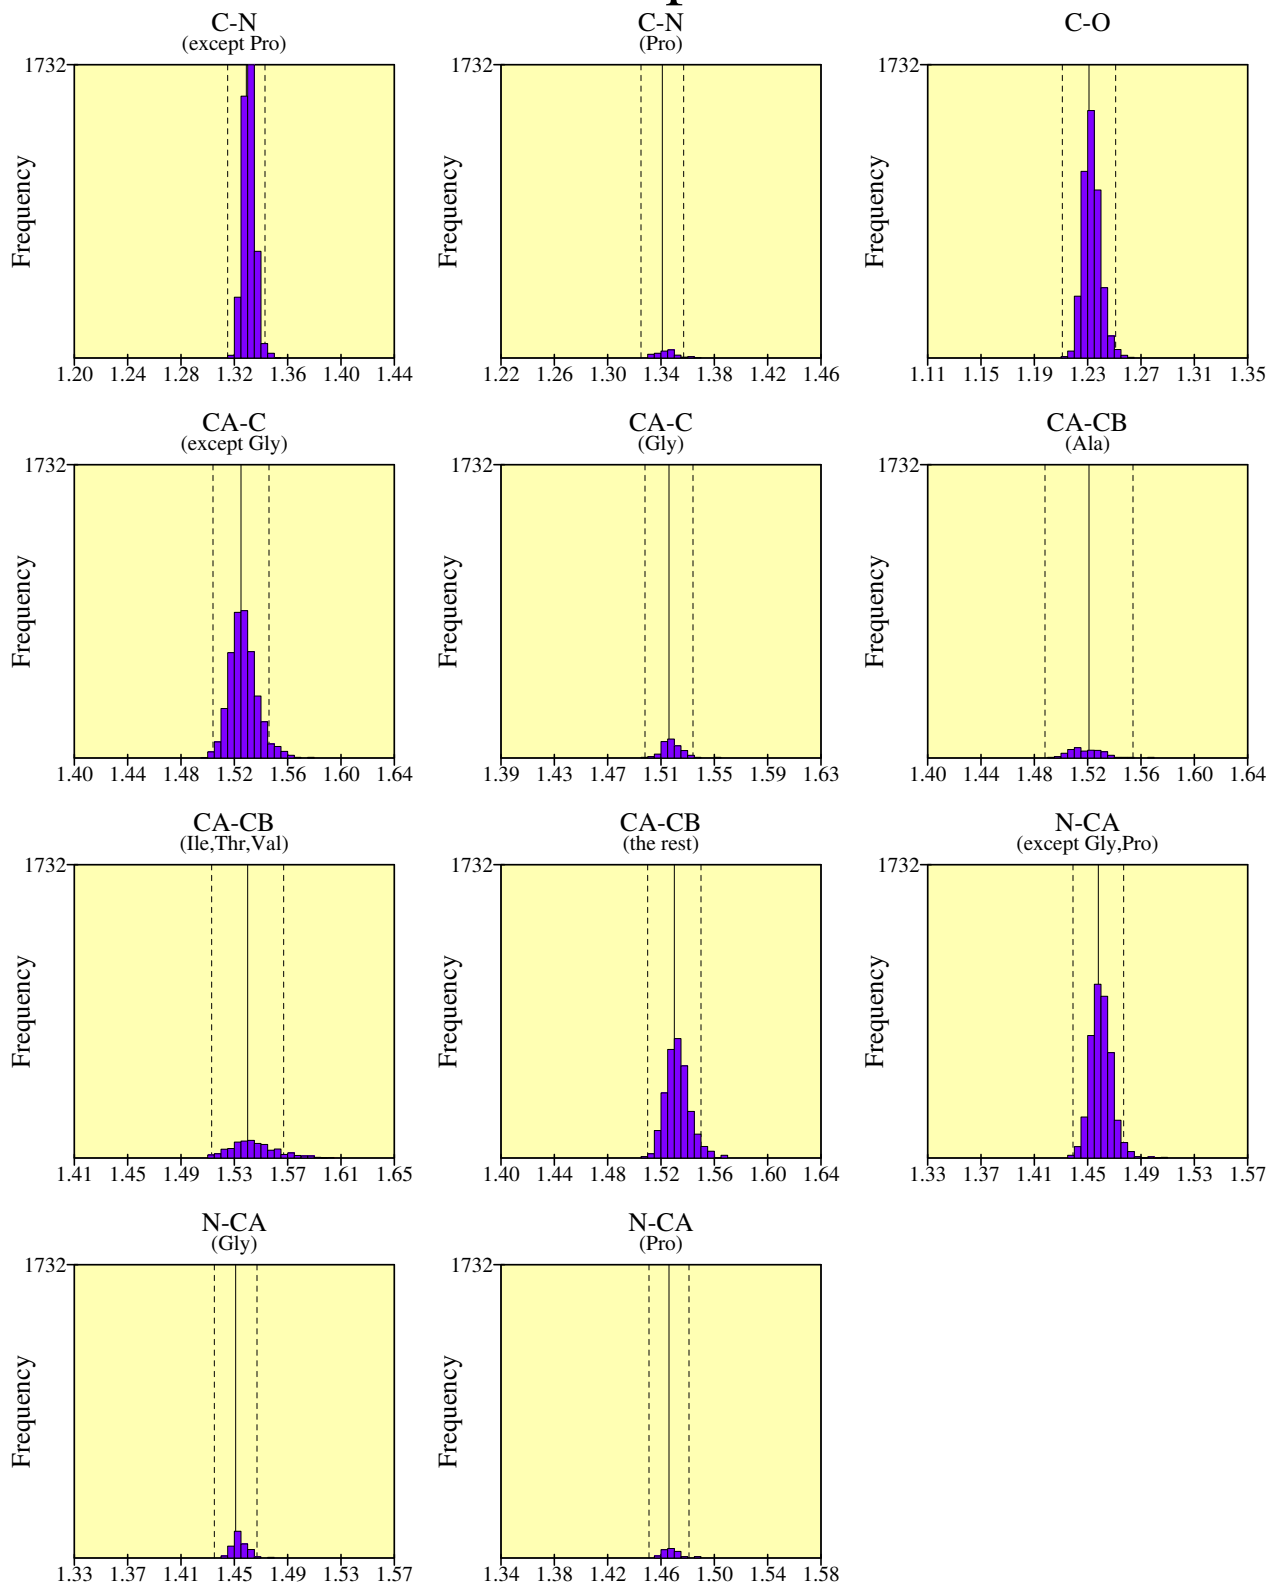 C-N
(except Pro)
1732
Frequency
1.20 1.24 1.28 1.32 1.36 1.40 1.44
C-N
(Pro)
1732
Frequency
1.22 1.26 1.30 1.34 1.38 1.42 1.46
C-O
1732
Frequency
1.11 1.15 1.19 1.23 1.27 1.31 1.35
CA-C
(except Gly)
1732
Frequency
1.40 1.44 1.48 1.52 1.56 1.60 1.64
CA-C
(Gly)
1732
Frequency
1.39 1.43 1.47 1.51 1.55 1.59 1.63
CA-CB
(Ala)
1732
Frequency
1.40 1.44 1.48 1.52 1.56 1.60 1.64
CA-CB
(Ile,Thr,Val)
1732
Frequency
1.41 1.45 1.49 1.53 1.57 1.61 1.65
CA-CB
(the rest)
1732
Frequency
1.40 1.44 1.48 1.52 1.56 1.60 1.64
N-CA
(except Gly,Pro)
1732
Frequency
1.33 1.37 1.41 1.45 1.49 1.53 1.57
N-CA
(Gly)
1732
Frequency
1.33 1.37 1.41 1.45 1.49 1.53 1.57
N-CA
(Pro)
1732
Frequency
1.34 1.38 1.42 1.46 1.50 1.54 1.58